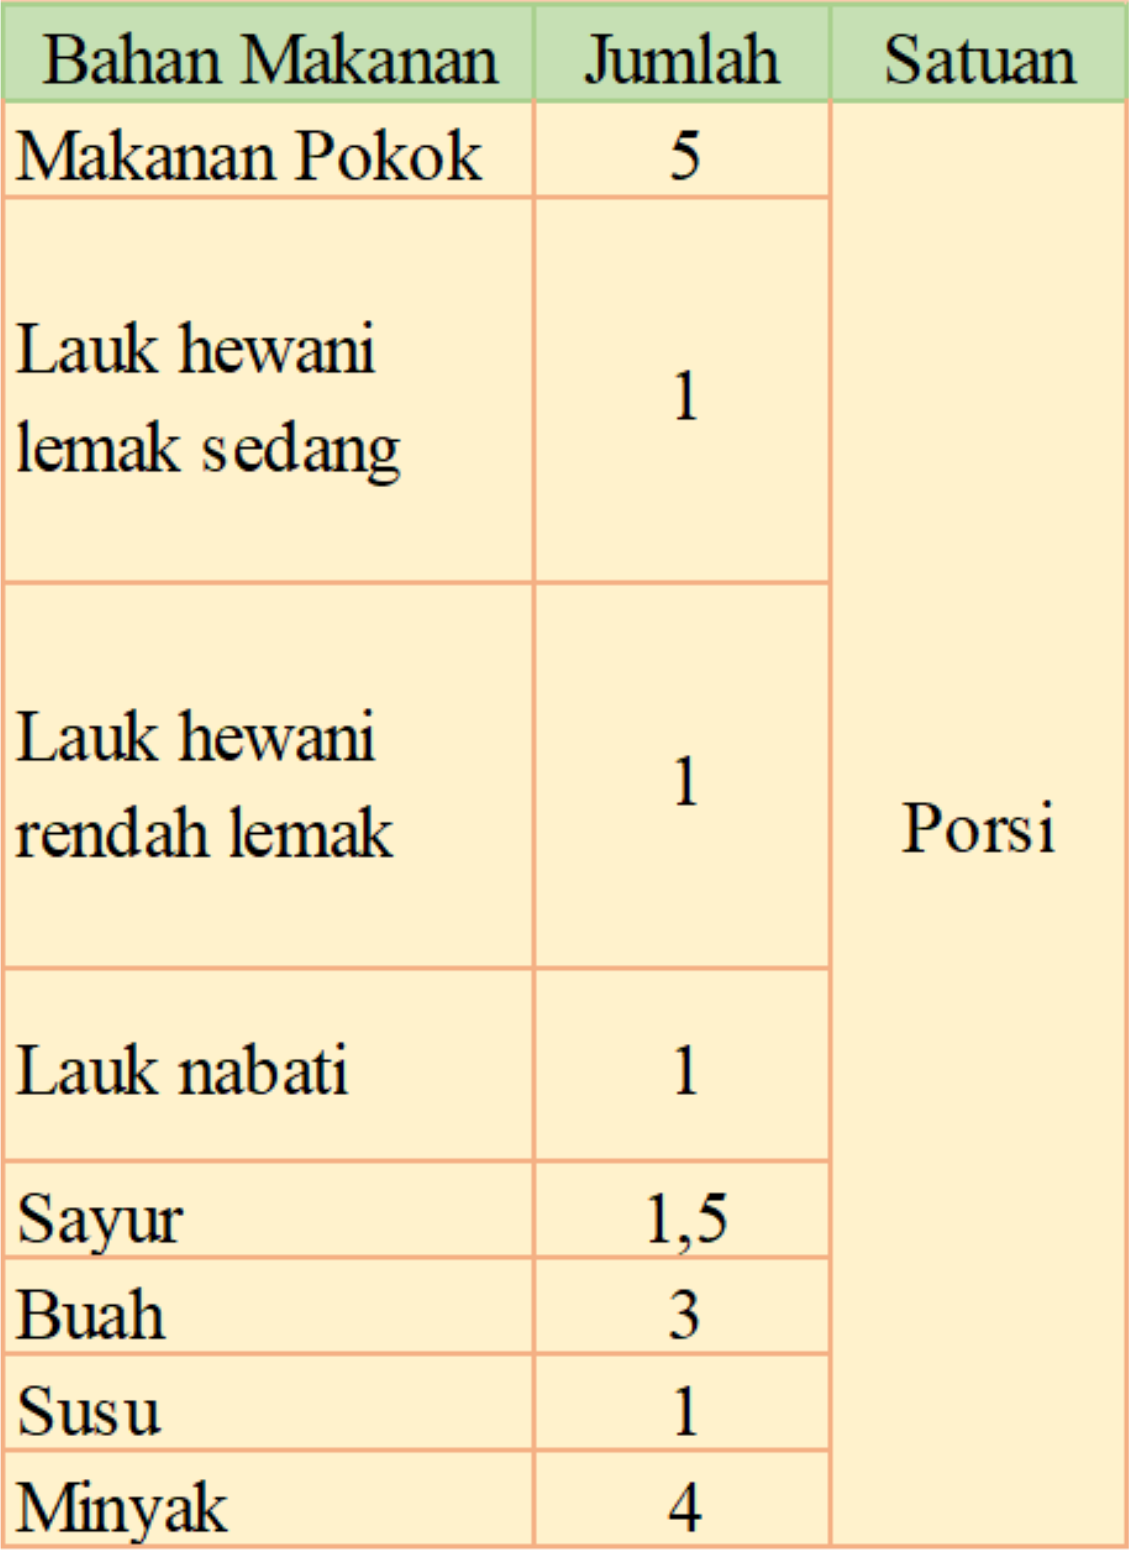 Bahan Makanan Jumlah Satuan
Makanan Pokok 5
Lauk hewani
lemak sedang
1
Lauk hewani
rendah lemak
1
Porsi
Lauk nabati 1
Sayur 1,5
Buah 3
Susu 1
Minyak 4